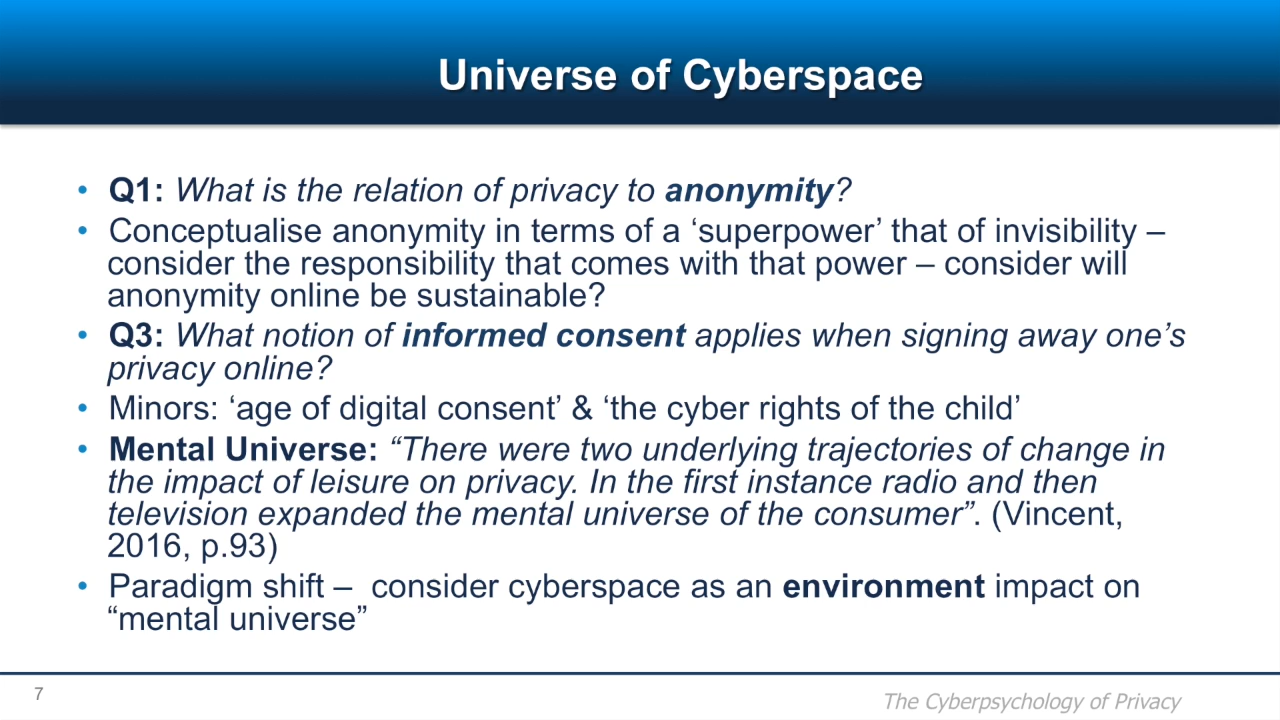 Universe of Cyberspace
• Q1: What is the relation of privacy to anonymity?
• Conceptualise anonymity in terms of a ‘superpower’ that of invisibility –
consider the responsibility that comes with that power – consider will
anonymity online be sustainable?
• Q3: What notion of informed consent applies when signing away one’s
privacy online?
• Minors: ‘age of digital consent’ & ‘the cyber rights of the child’
• Mental Universe: “There were two underlying trajectories of change in
the impact of leisure on privacy. In the first instance radio and then
television expanded the mental universe of the consumer”. (Vincent,
2016, p.93)
• Paradigm shift – consider cyberspace as an environment impact on
“mental universe”
7
The Cyberpsychology of Privacy